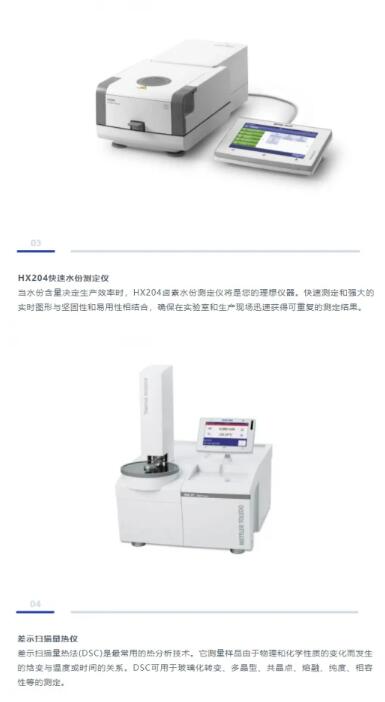 03
HX204快速水份测定仪
当水份含量决定生产效率时，HX204卤素水份测定仪将是您的理想仪器。快速测定和强大的
实时图形与坚固性和易用性相结合，确保在实验室和生产现场迅速获得可重复的测定结果。
METTLER TOLEDO
04
差示扫描量热仪
差示扫描量热法(DSC)是最常用的热分析技术。它测量样品由于物理和化学性质的变化而发生
的焓变与温度或时间的关系。DSC可用于玻璃化转变、多晶型、共晶点、熔融、纯度、相容
性等的测定。